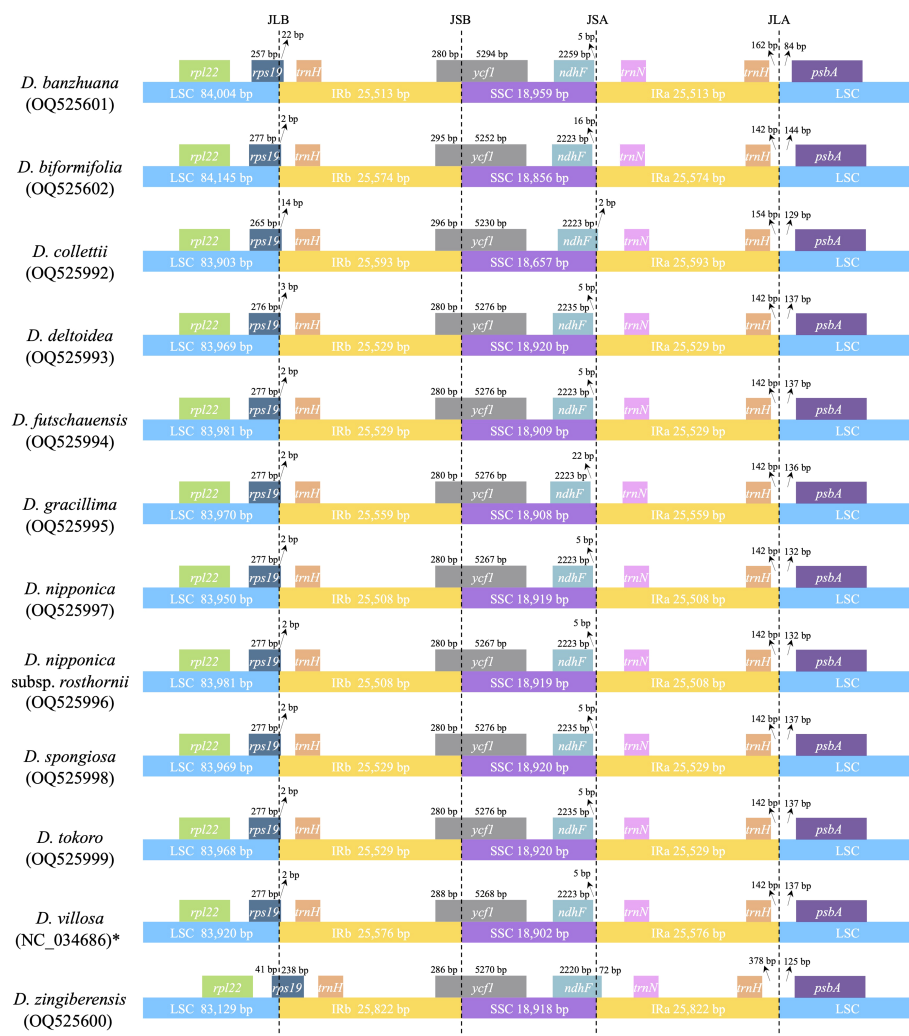 JLB JSB JSA JLA
22 bp 5 bp
257 bp 280 bp 5294 bp 2259 bp 162 bp 84 bp
rpl22 rps19 trnH ycf1 ndhF trnN trnH psbA
D. banzhuana
LSC 84,004 bp IRb 25,513 bp SSC 18,959 bp IRa 25,513 bp LSC
(OQ525601)
2 bp 16 bp
277 bp 295 bp 5252 bp 2223 bp 142 bp 144 bp
rpl22 rps19 trnH ycf1 ndhF trnN trnH psbA
D. biformifolia
LSC 84,145 bp IRb 25,574 bp SSC 18,856 bp IRa 25,574 bp LSC
(OQ525602)
14 bp 2 bp
265 bp 296 bp 5230 bp 2223 bp 154 bp 129 bp
rpl22 rps19 trnH ycf1 ndhF trnN trnH psbA
D. collettii
LSC 83,903 bp IRb 25,593 bp SSC 18,657 bp IRa 25,593 bp LSC
(OQ525992)
3 bp 5 bp
276 bp 280 bp 5276 bp 2235 bp 142 bp 137 bp
rpl22 rps19 trnH ycf1 ndhF trnN trnH psbA
D. deltoidea
LSC 83,969 bp IRb 25,529 bp SSC 18,920 bp IRa 25,529 bp LSC
(OQ525993)
2 bp 5 bp
277 bp 280 bp 5276 bp 2223 bp 142 bp 137 bp
rpl22 rps19 trnH ycf1 ndhF trnN trnH psbA
D. futschauensis
LSC 83,981 bp IRb 25,529 bp SSC 18,909 bp IRa 25,529 bp LSC
(OQ525994)
2 bp 22 bp
277 bp 280 bp 5276 bp 2223 bp 142 bp 136 bp
rpl22 rps19 trnH ycf1 ndhF trnN trnH psbA
D. gracillima
LSC 83,970 bp IRb 25,559 bp SSC 18,908 bp IRa 25,559 bp LSC
(OQ525995)
2 bp 5 bp
277 bp 280 bp 5267 bp 2223 bp 142 bp 132 bp
rpl22 rps19 trnH ycf1 ndhF trnN trnH psbA
D. nipponica
LSC 83,950 bp IRb 25,508 bp SSC 18,919 bp IRa 25,508 bp LSC
(OQ525997)
2 bp 5 bp
277 bp 280 bp 5267 bp 2223 bp 142 bp 132 bp
D. nipponica
rpl22 rps19 trnH ycf1 ndhF trnN trnH psbA
subsp. rosthornii
LSC 83,981 bp IRb 25,508 bp SSC 18,919 bp IRa 25,508 bp LSC
(OQ525996)
2 bp 5 bp
277 bp 280 bp 5276 bp 2235 bp 142 bp 137 bp
rpl22 rps19 trnH ycf1 ndhF trnN trnH psbA
D. spongiosa
LSC 83,969 bp IRb 25,529 bp SSC 18,920 bp IRa 25,529 bp LSC
(OQ525998)
2 bp 5 bp
277 bp 280 bp 5276 bp 2235 bp 142 bp 137 bp
rpl22 rps19 trnH ycf1 ndhF trnN trnH psbA
D. tokoro
LSC 83,968 bp IRb 25,529 bp SSC 18,920 bp IRa 25,529 bp LSC
(OQ525999)
2 bp 5 bp
277 bp 288 bp 5268 bp 2223 bp 142 bp 137 bp
rpl22 rps19 trnH ycf1 ndhF trnN trnH psbA
D. villosa
LSC 83,920 bp IRb 25,576 bp SSC 18,902 bp IRa 25,576 bp LSC
(NC_034686)*
41 bp 238 bp 286 bp 5270 bp 2220 bp 72 bp 378 bp 125 bp
rpl22 rps19 trnH ycf1 ndhF trnN trnH psbA
D. zingiberensis
LSC 83,129 bp IRb 25,822 bp SSC 18,918 bp IRa 25,822 bp LSC
(OQ525600)